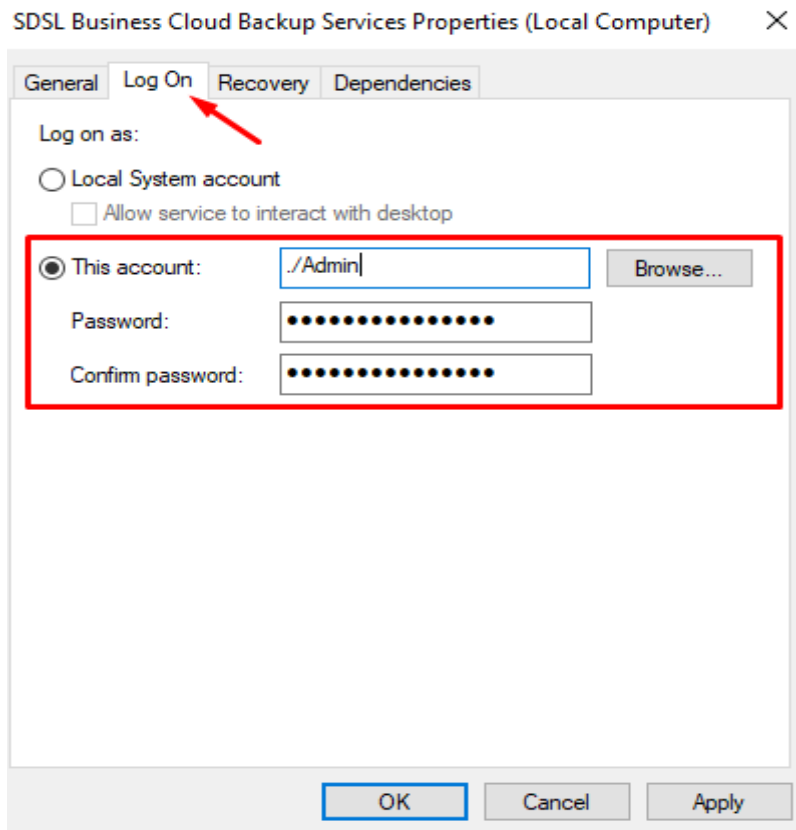 SDSL Business Cloud Backup Services Properties (Local Computer)
General Log On Recovery Dependencies
Log on as:
Local System account
Allow service to interact with desktop
This account: ./Admin Browse...
Password: •••••••••••••••
Confirm password: •••••••••••••••
OK Cancel Apply